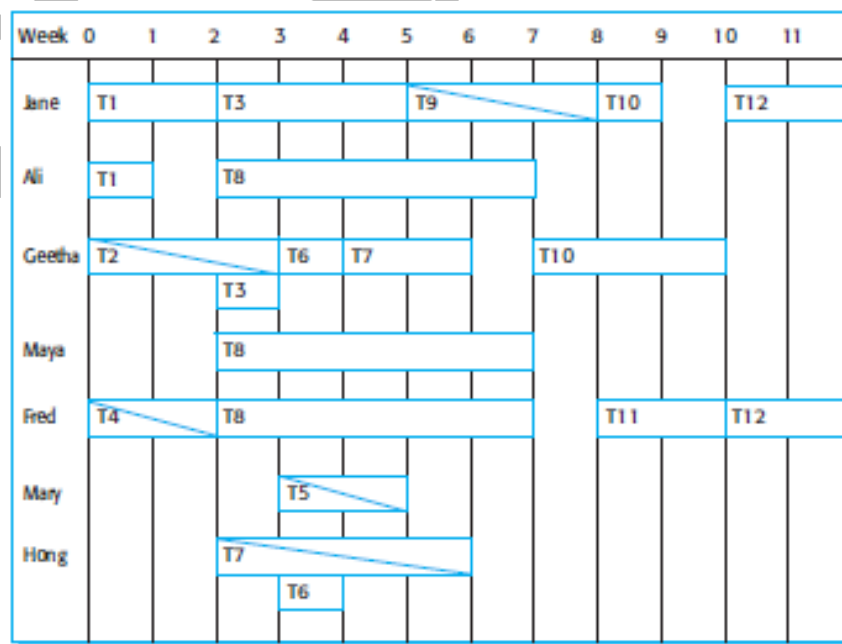 Week 0 1 2 3 4 5 6 7 8 9 10 11
Jane T1 T3 T9 T10 T12
Ali T1 T8
Geetha T2 T6 T7 T10
T3
Maya T8
Fred T4 T8 T11 T12
Mary T5
Hong T7
T6